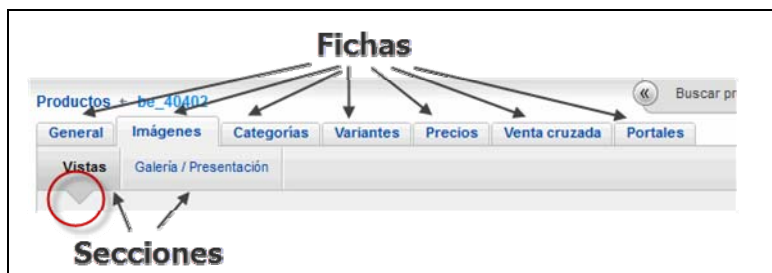 Fichas
Productos ÷ be_40402
« Buscar pr
General Imágenes Categorías Variantes Precios Venta cruzada Portales
Vistas Galería / Presentación
Secciones